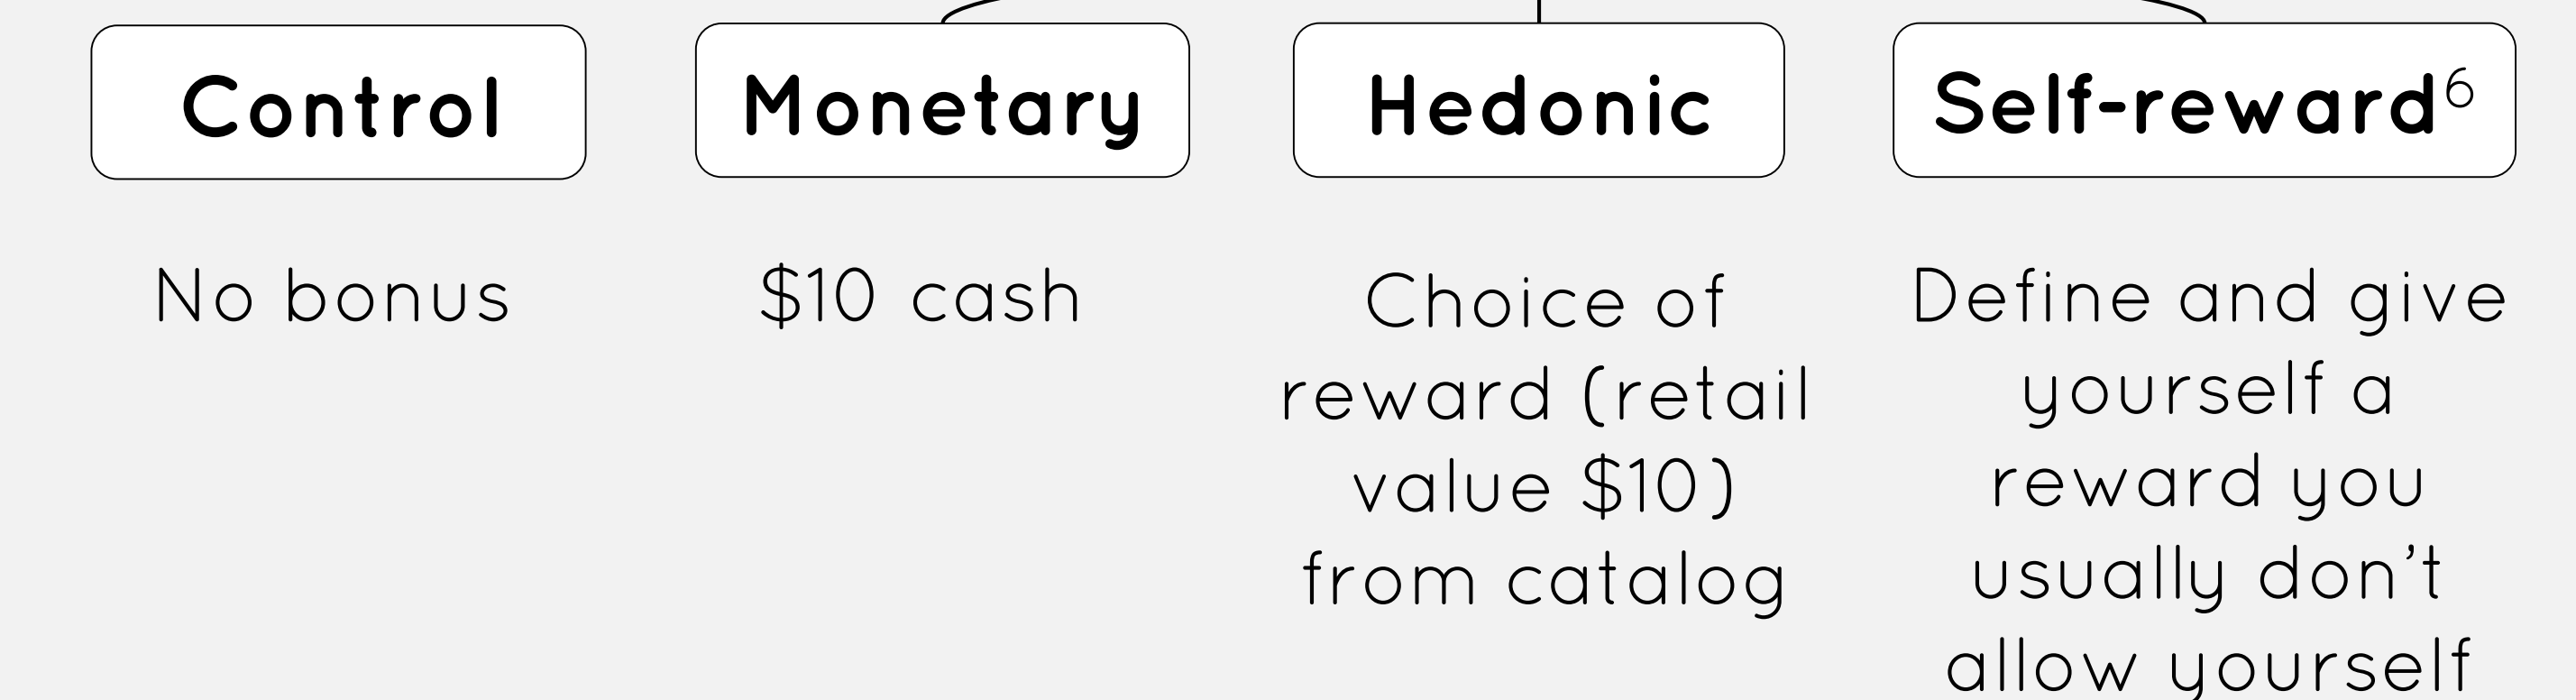 Control
No bonus
Monetary
$10 cash
Hedonic
Choice of
reward (retail
value $10)
from catalog
Self-reward6
Define and give
yourself a
reward you
usually don’t
allow yourself